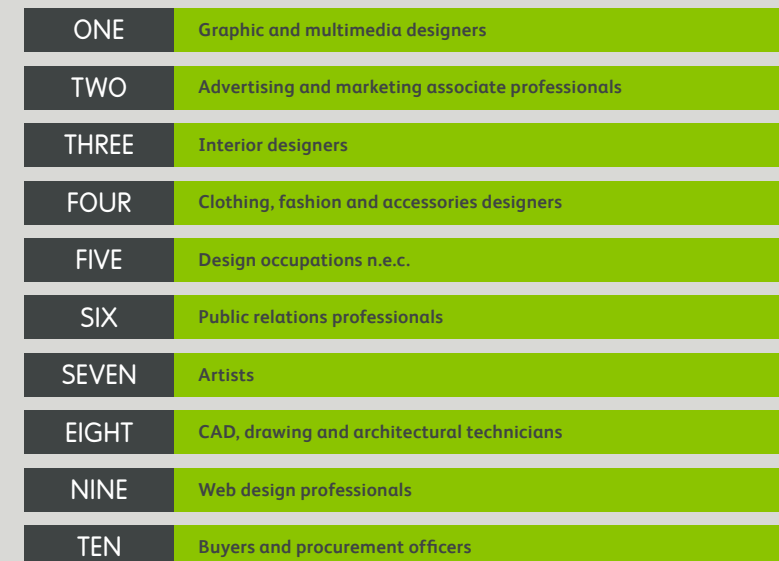 ONE Graphic and multimedia designers
TWO Advertising and marketing associate professionals
THREE Interior designers
FOUR Clothing, fashion and accessories designers
FIVE Design occupations n.e.c.
SIX Public relations professionals
SEVEN Artists
EIGHT CAD, drawing and architectural technicians
NINE Web design professionals
TEN Buyers and procurement officers